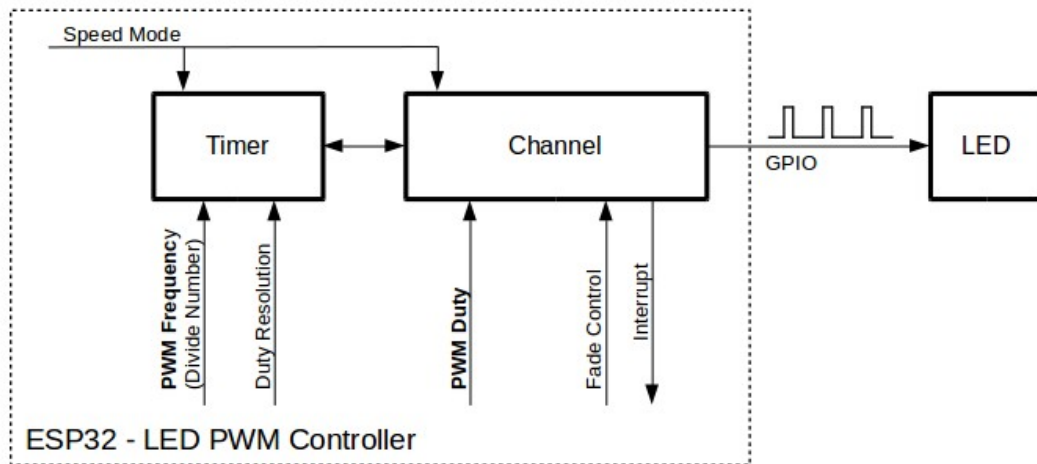 Speed Mode
Timer
Channel
GPIO
LED
PWM Frequency
(Divide Number)
Duty Resolution
PWM Duty
Fade Control
Interrupt
ESP32 - LED PWM Controller